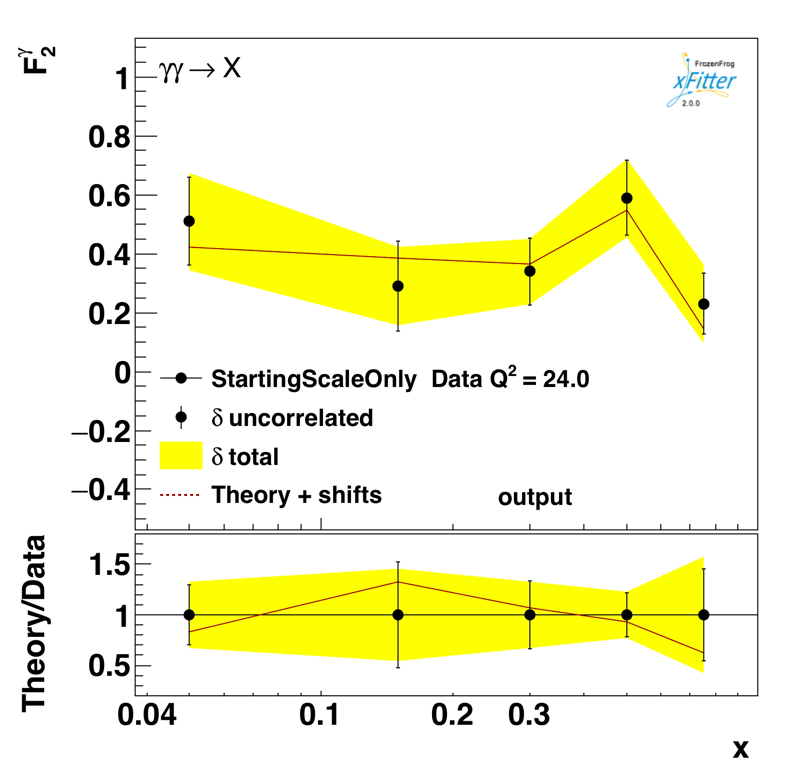 F₂^γ
γγ → X
FrozenFrog
xFitter
2.0.0
1
0.8
0.6
0.4
0.2
0
−0.2
−0.4
StartingScaleOnly Data Q² = 24.0
δ uncorrelated
δ total
Theory + shifts output
Theory/Data
1.5
1
0.5
0.04 0.1 0.2 0.3
x